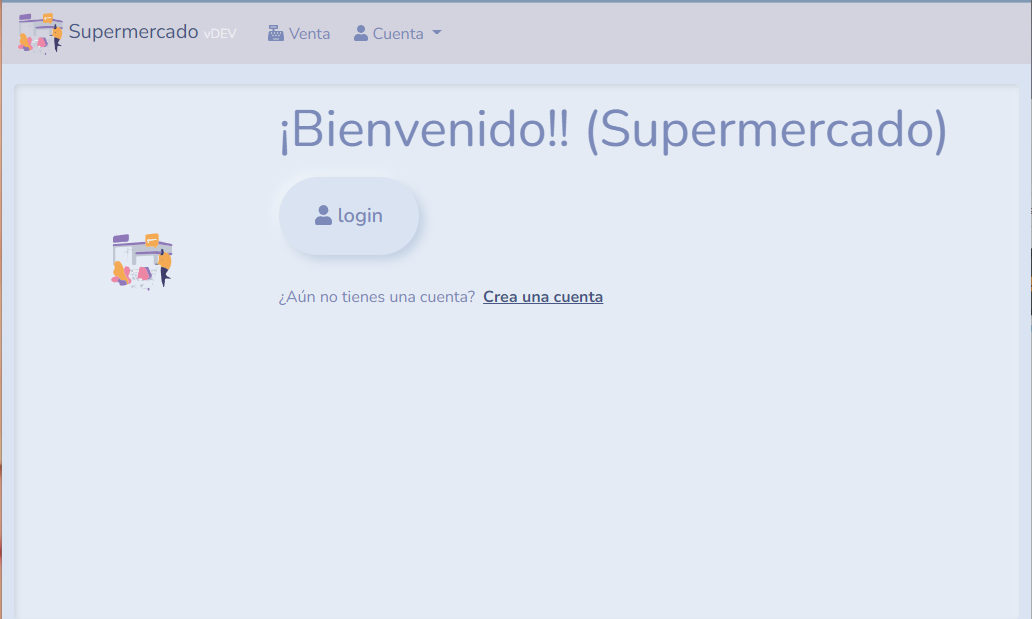 Supermercado vDEV Venta Cuenta
¡Bienvenido!! (Supermercado)
login
¿Aún no tienes una cuenta? Crea una cuenta